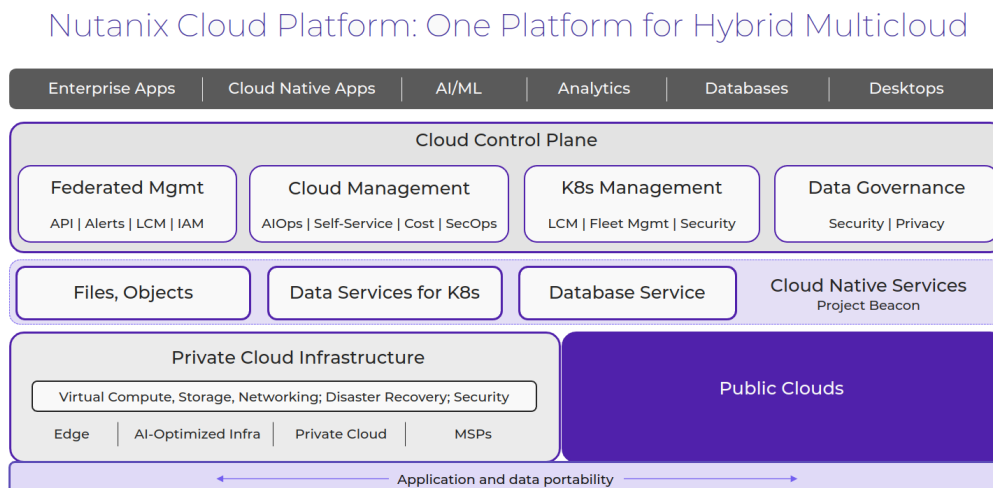 Nutanix Cloud Platform: One Platform for Hybrid Multicloud
Enterprise Apps | Cloud Native Apps | AI/ML | Analytics | Databases | Desktops
Cloud Control Plane
Federated Mgmt
API | Alerts | LCM | IAM
Cloud Management
AIOps | Self-Service | Cost | SecOps
K8s Management
LCM | Fleet Mgmt | Security
Data Governance
Security | Privacy
Files, Objects
Data Services for K8s
Database Service
Cloud Native Services
Project Beacon
Private Cloud Infrastructure
Virtual Compute, Storage, Networking; Disaster Recovery; Security
Edge | AI-Optimized Infra | Private Cloud | MSPs
Public Clouds
Application and data portability